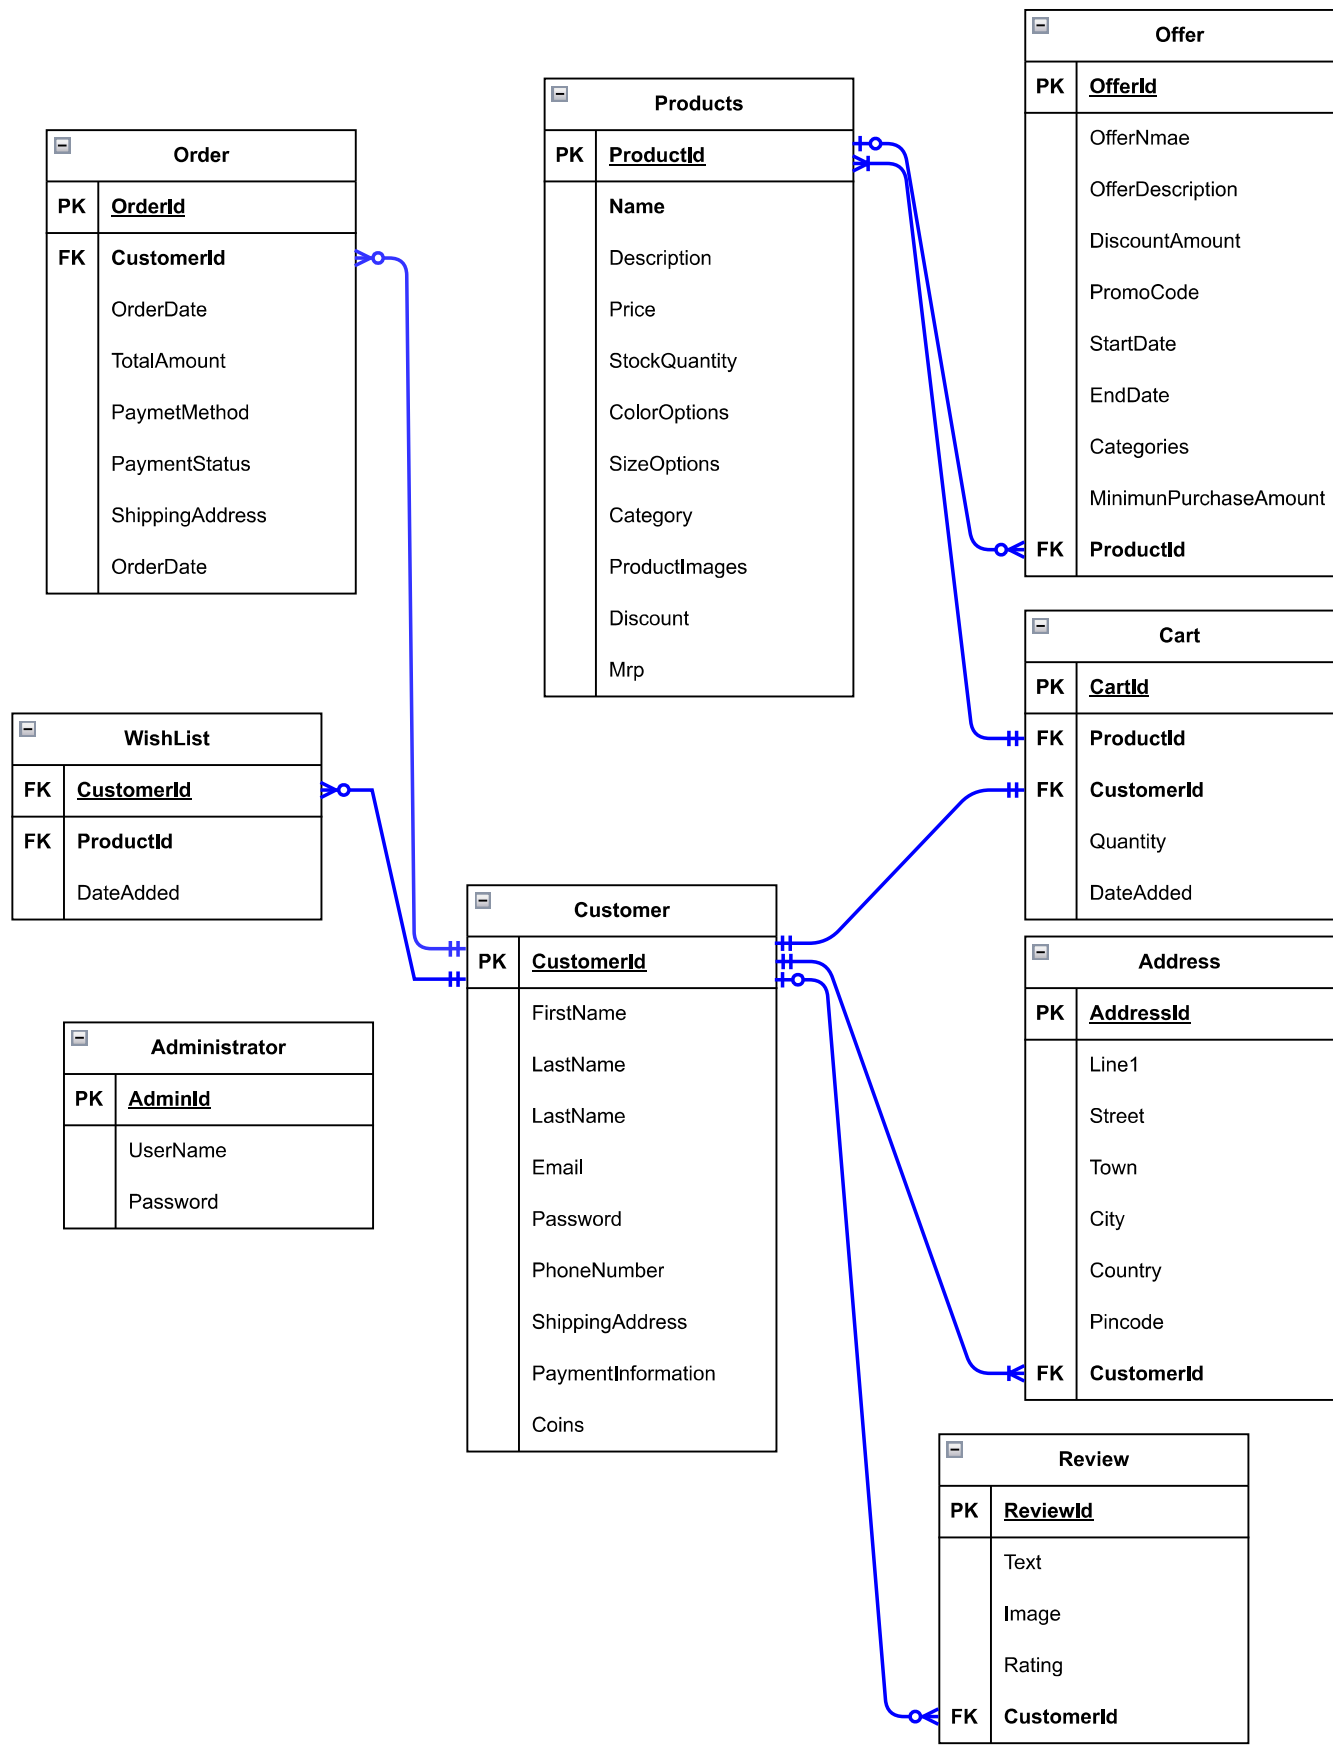 Offer
PK OfferId
OfferNmae
OfferDescription
DiscountAmount
PromoCode
StartDate
EndDate
Categories
MinimunPurchaseAmount
FK ProductId
Products
PK ProductId
Name
Description
Price
StockQuantity
ColorOptions
SizeOptions
Category
ProductImages
Discount
Mrp
Order
PK OrderId
FK CustomerId
OrderDate
TotalAmount
PaymetMethod
PaymentStatus
ShippingAddress
OrderDate
Cart
PK CartId
FK ProductId
FK CustomerId
Quantity
DateAdded
WishList
FK CustomerId
FK ProductId
DateAdded
Customer
PK CustomerId
FirstName
LastName
LastName
Email
Password
PhoneNumber
ShippingAddress
PaymentInformation
Coins
Address
PK AddressId
Line1
Street
Town
City
Country
Pincode
FK CustomerId
Administrator
PK AdminId
UserName
Password
Review
PK ReviewId
Text
Image
Rating
FK CustomerId